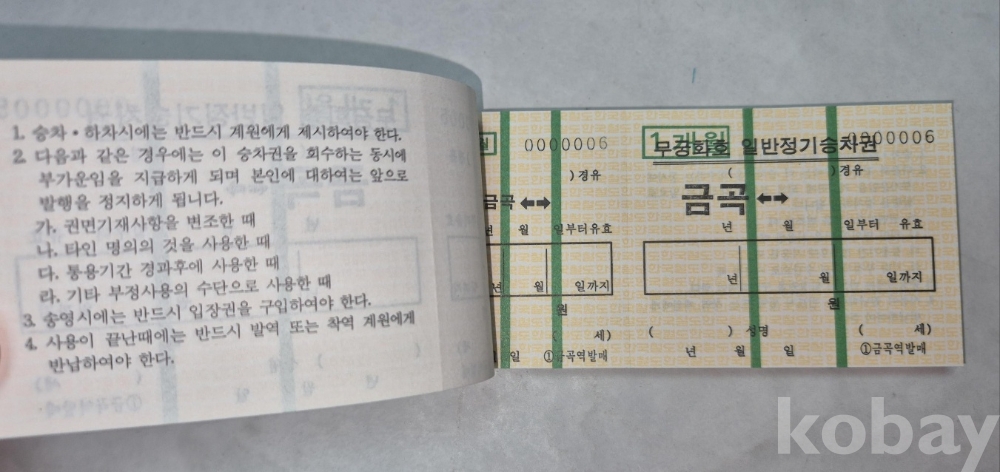 1. 승차・하차시에는 반드시 계원에게 제시하여야 한다.
2. 다음과 같은 경우에는 이 승차권을 회수하는 동시에
부가운임을 지급하게 되며 본인에 대하여는 앞으로
발행을 정지하게 됩니다.
가. 권면기재사항을 변조한 때
나. 타인 명의의 것을 사용한 때
다. 통용기간 경과후에 사용한 때
라. 기타 부정사용의 수단으로 사용한 때
3. 송영시에는 반드시 입장권을 구입하여야 한다.
4. 사용이 끝난때에는 반드시 발역 또는 착역 계원에게
반납하여야 한다.
월 0000006
)경유
금곡 ↔
년 월 일부터유효
년 월 일까지
원
( 세)
일 ①금곡역발매
1개월 0000006
무궁화호 일반정기승차권
( )경유
금곡 ↔
년 월 일부터 유효
년 월 일까지
원
( ) 성명 ( 세)
년 월 일 ①금곡역발매
kobay